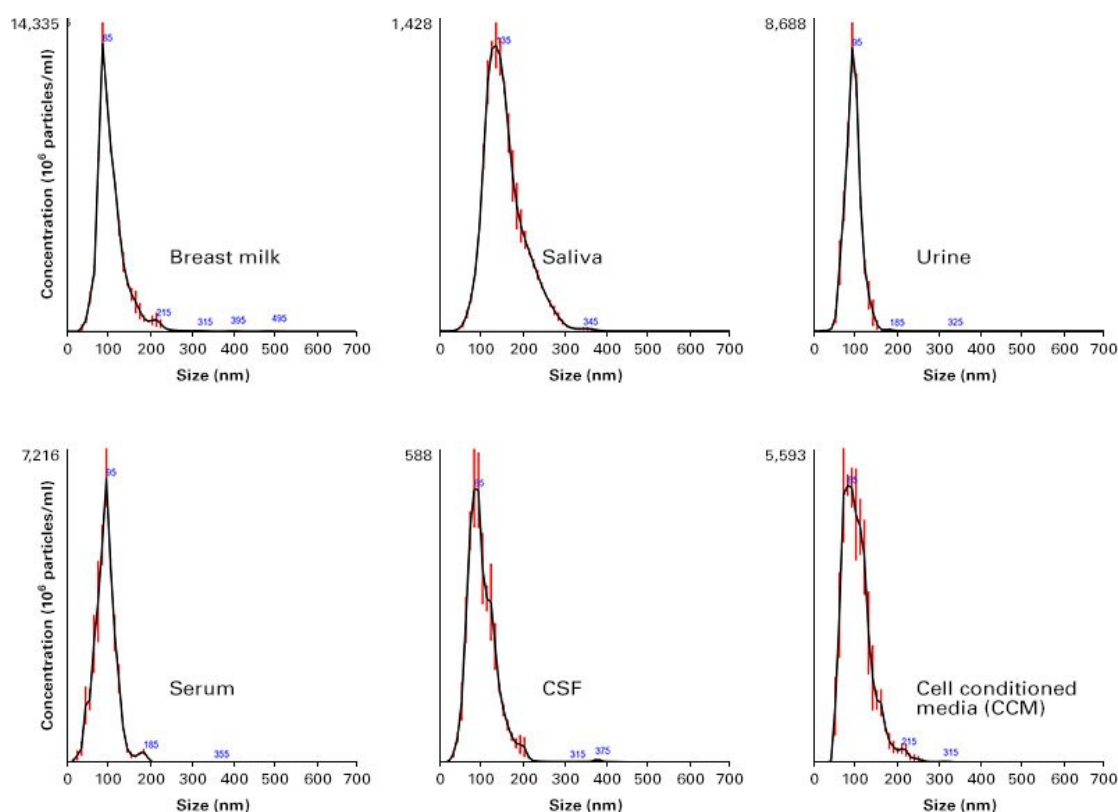 14,335
1,428
8,688
Concentration (10⁶ particles/ml)
85
35
95
Breast milk
Saliva
Urine
215
315
395
495
345
185
325
0 100 200 300 400 500 600 700
0 100 200 300 400 500 600 700
0 100 200 300 400 500 600 700
Size (nm)
Size (nm)
Size (nm)
7,216
588
5,593
Concentration (10⁶ particles/ml)
95
85
85
Serum
CSF
Cell conditioned
media (CCM)
185
355
315
375
215
315
0 100 200 300 400 500 600 700
0 100 200 300 400 500 600 700
0 100 200 300 400 500 600 700
Size (nm)
Size (nm)
Size (nm)